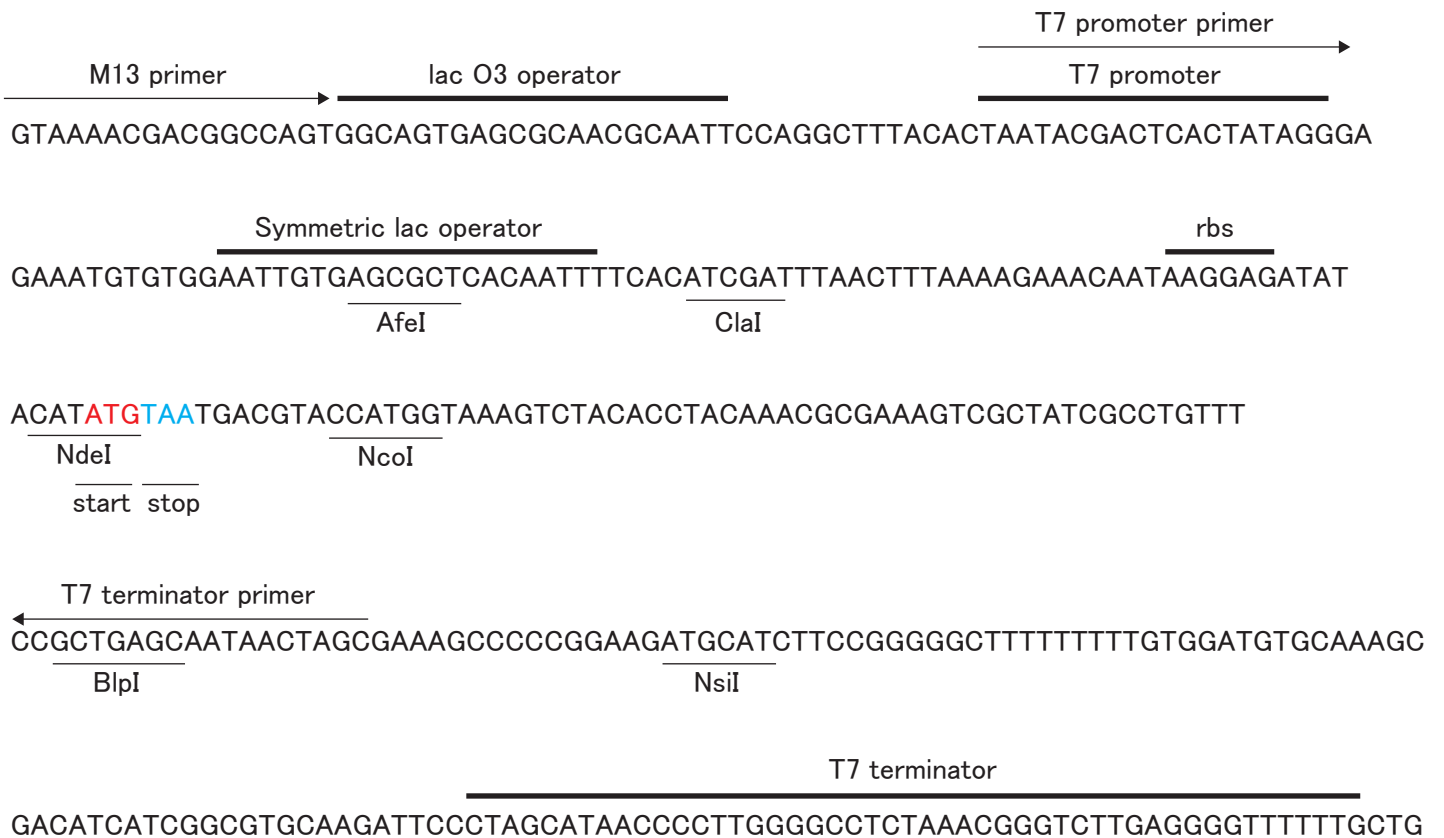 T7 promoter primer
M13 primer lac O3 operator T7 promoter
GTAAAACGACGGCCAGTGGCAGTGAGCGCAACGCAATTCCAGGCTTTACACTAATACGACTCACTATAGGGA
Symmetric lac operator rbs
GAAATGTGTGGAATTGTGAGCGCTCACAATTTTCACATCGATTTAACTTTAAAAGAAACAATAAGGAGATAT
AfeI ClaI
ACATATGTAATGACGTACCATGGTAAAGTCTACACCTACAAACGCGAAAGTCGCTATCGCCTGTTT
NdeI NcoI
start stop
T7 terminator primer
CCGCTGAGCAATAACTAGCGAAAGCCCCCGGAAGATGCATCTTCCGGGGGCTTTTTTTTTGTGGATGTGCAAAGC
BlpI NsiI
T7 terminator
GACATCATCGGCGTGCAAGATTCCCTAGCATAACCCCTTGGGGCCTCTAAACGGGTCTTGAGGGGTTTTTTGCTG